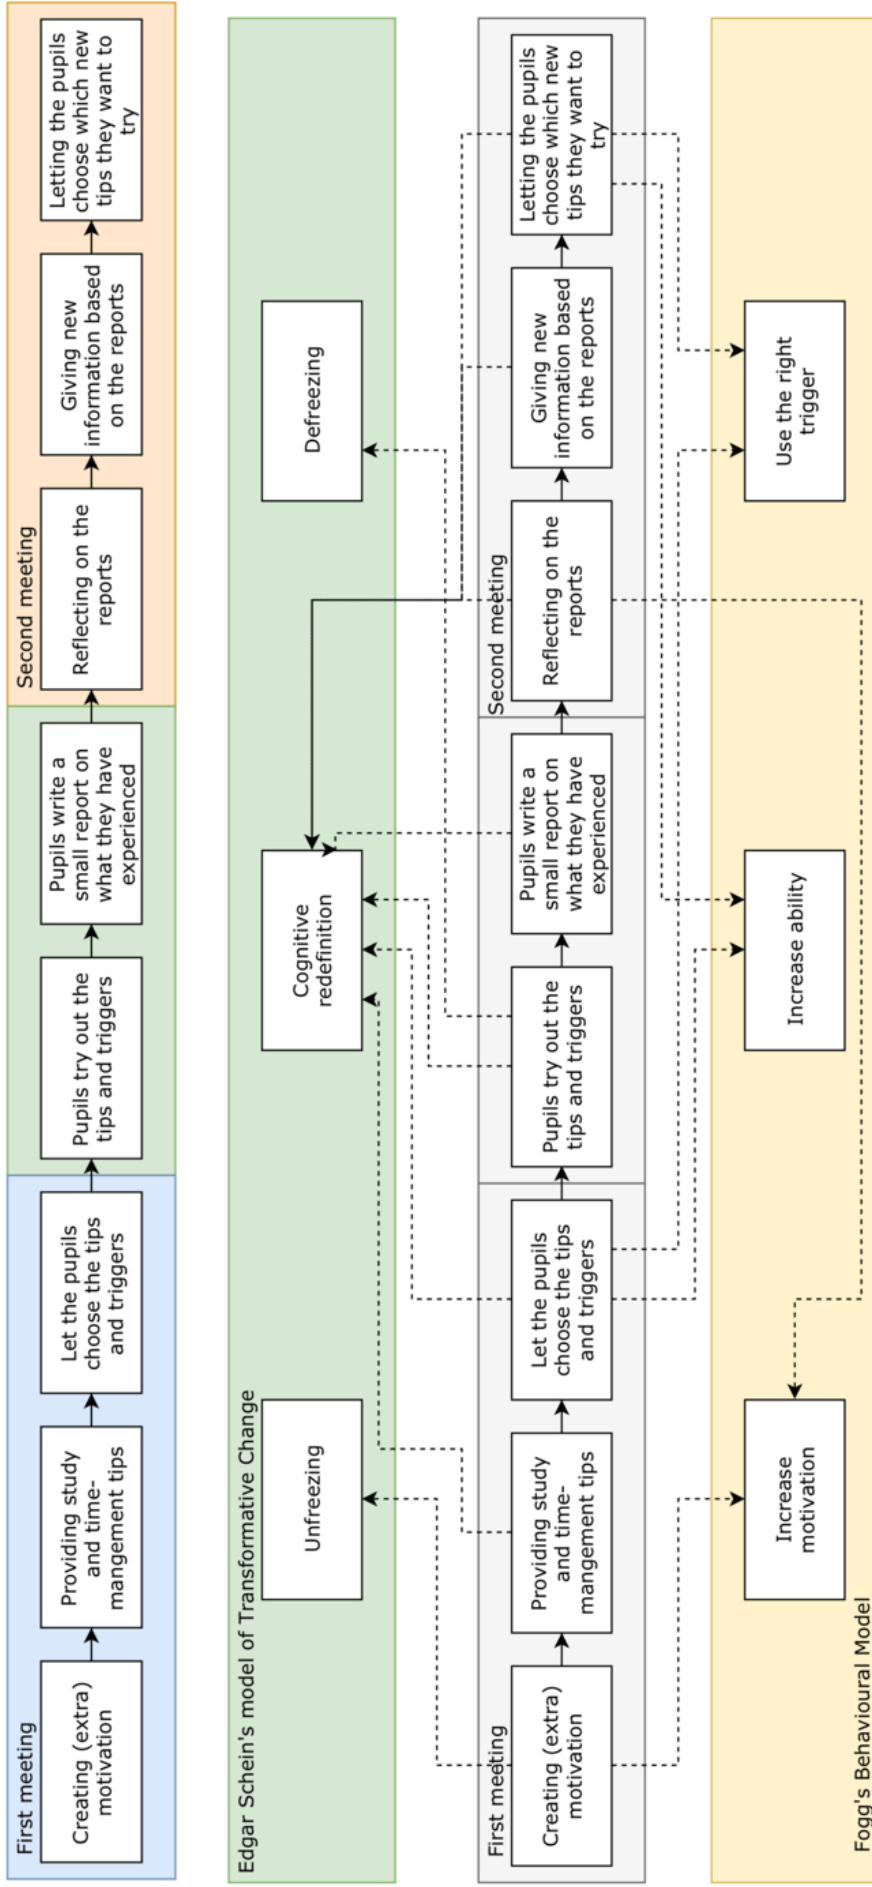 First meeting
Creating (extra)
motivation
Providing study
and time-
mangement tips
Let the pupils
choose the tips
and triggers
Pupils try out the
tips and triggers
Pupils write a
small report on
what they have
experienced
Second meeting
Reflecting on the
reports
Giving new
information based
on the reports
Letting the pupils
choose which new
tips they want to
try
Edgar Schein's model of Transformative Change
Unfreezing
Cognitive
redefinition
Defreezing
First meeting
Creating (extra)
motivation
Providing study
and time-
mangement tips
Let the pupils
choose the tips
and triggers
Pupils try out the
tips and triggers
Pupils write a
small report on
what they have
experienced
Second meeting
Reflecting on the
reports
Giving new
information based
on the reports
Letting the pupils
choose which new
tips they want to
try
Increase
motivation
Increase ability
Use the right
trigger
Fogg's Behavioural Model